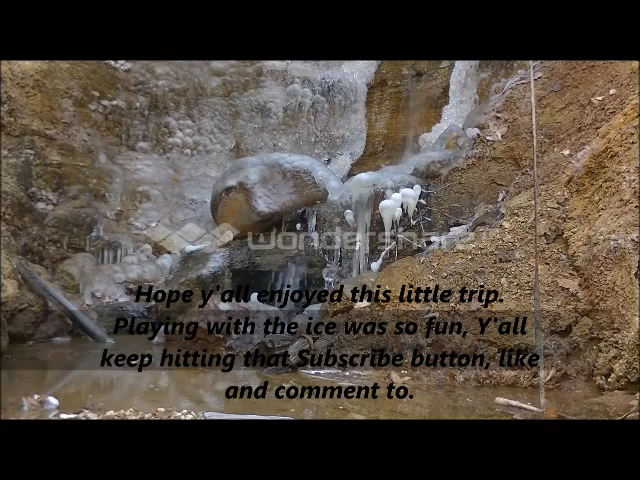 wondershare
Hope y'all enjoyed this little trip.
Playing with the ice was so fun, Y'all
keep hitting that Subscribe button, like
and comment to.